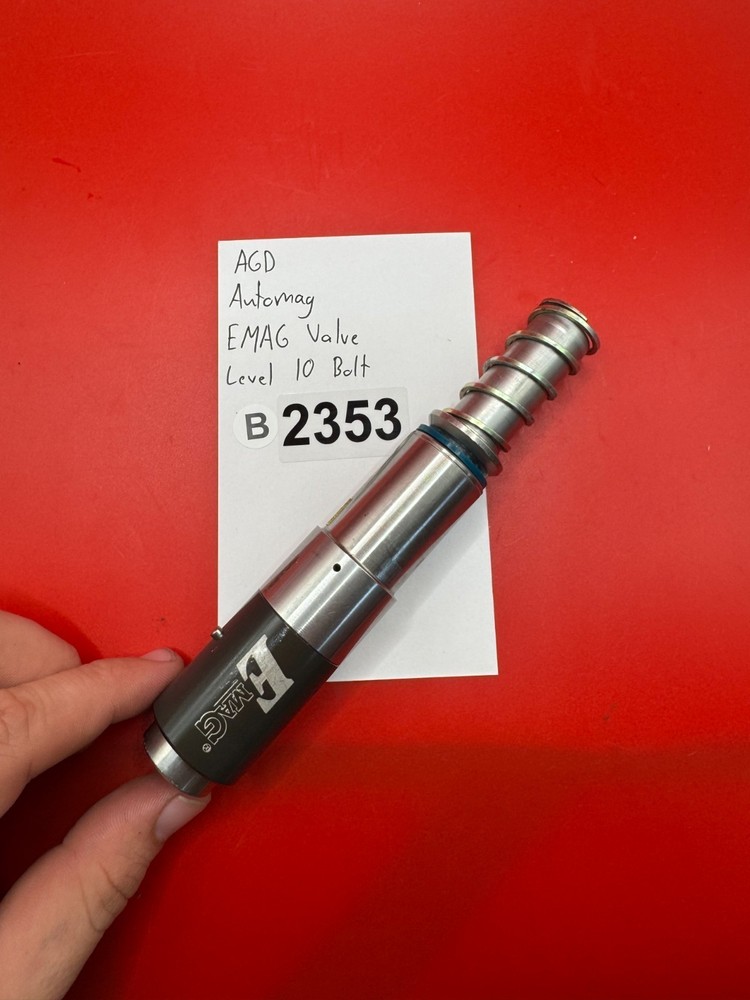 AGD
Automag
EMAG Valve
Level 10 Bolt
B 2353
EMAG®